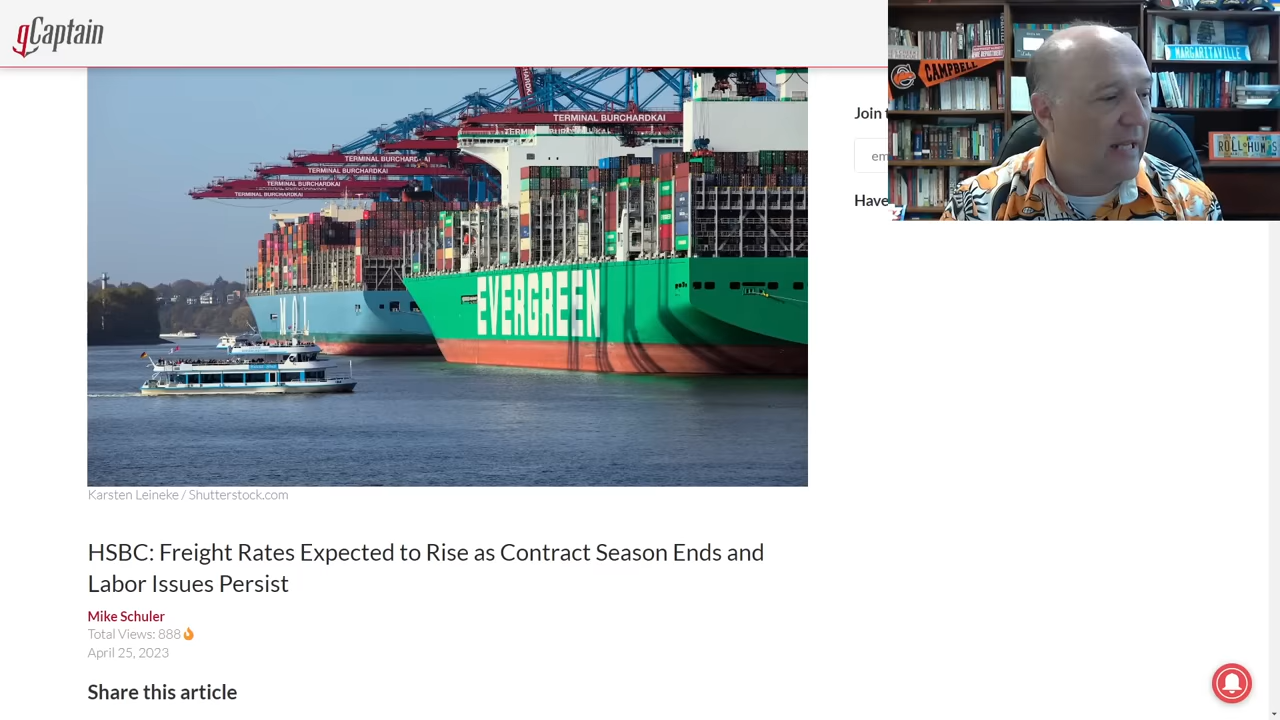 gCaptain
MARGARITAVILLE
CAMPBELL
ROLL HUMPS
Join t
em
Have
TERMINAL BURCHARDKAI
TERMINAL BURCHARDKAI
TERMINAL BURCHARDKAI
TERMINAL BURCHARDKAI
TERMINAL BURCHARDKAI
EVERGREEN
M O L
Karsten Leineke / Shutterstock.com
HSBC: Freight Rates Expected to Rise as Contract Season Ends and
Labor Issues Persist
Mike Schuler
Total Views: 888
April 25, 2023
Share this article